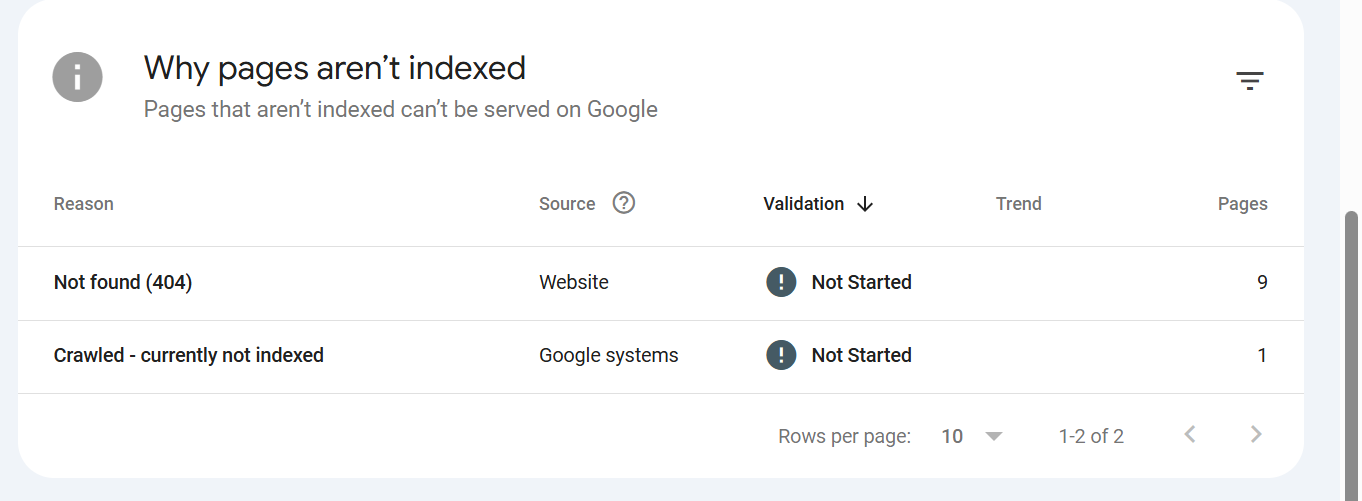 Why pages aren’t indexed
Pages that aren’t indexed can’t be served on Google
Reason Source Validation Trend Pages
Not found (404) Website Not Started 9
Crawled - currently not indexed Google systems Not Started 1
Rows per page: 10 1-2 of 2